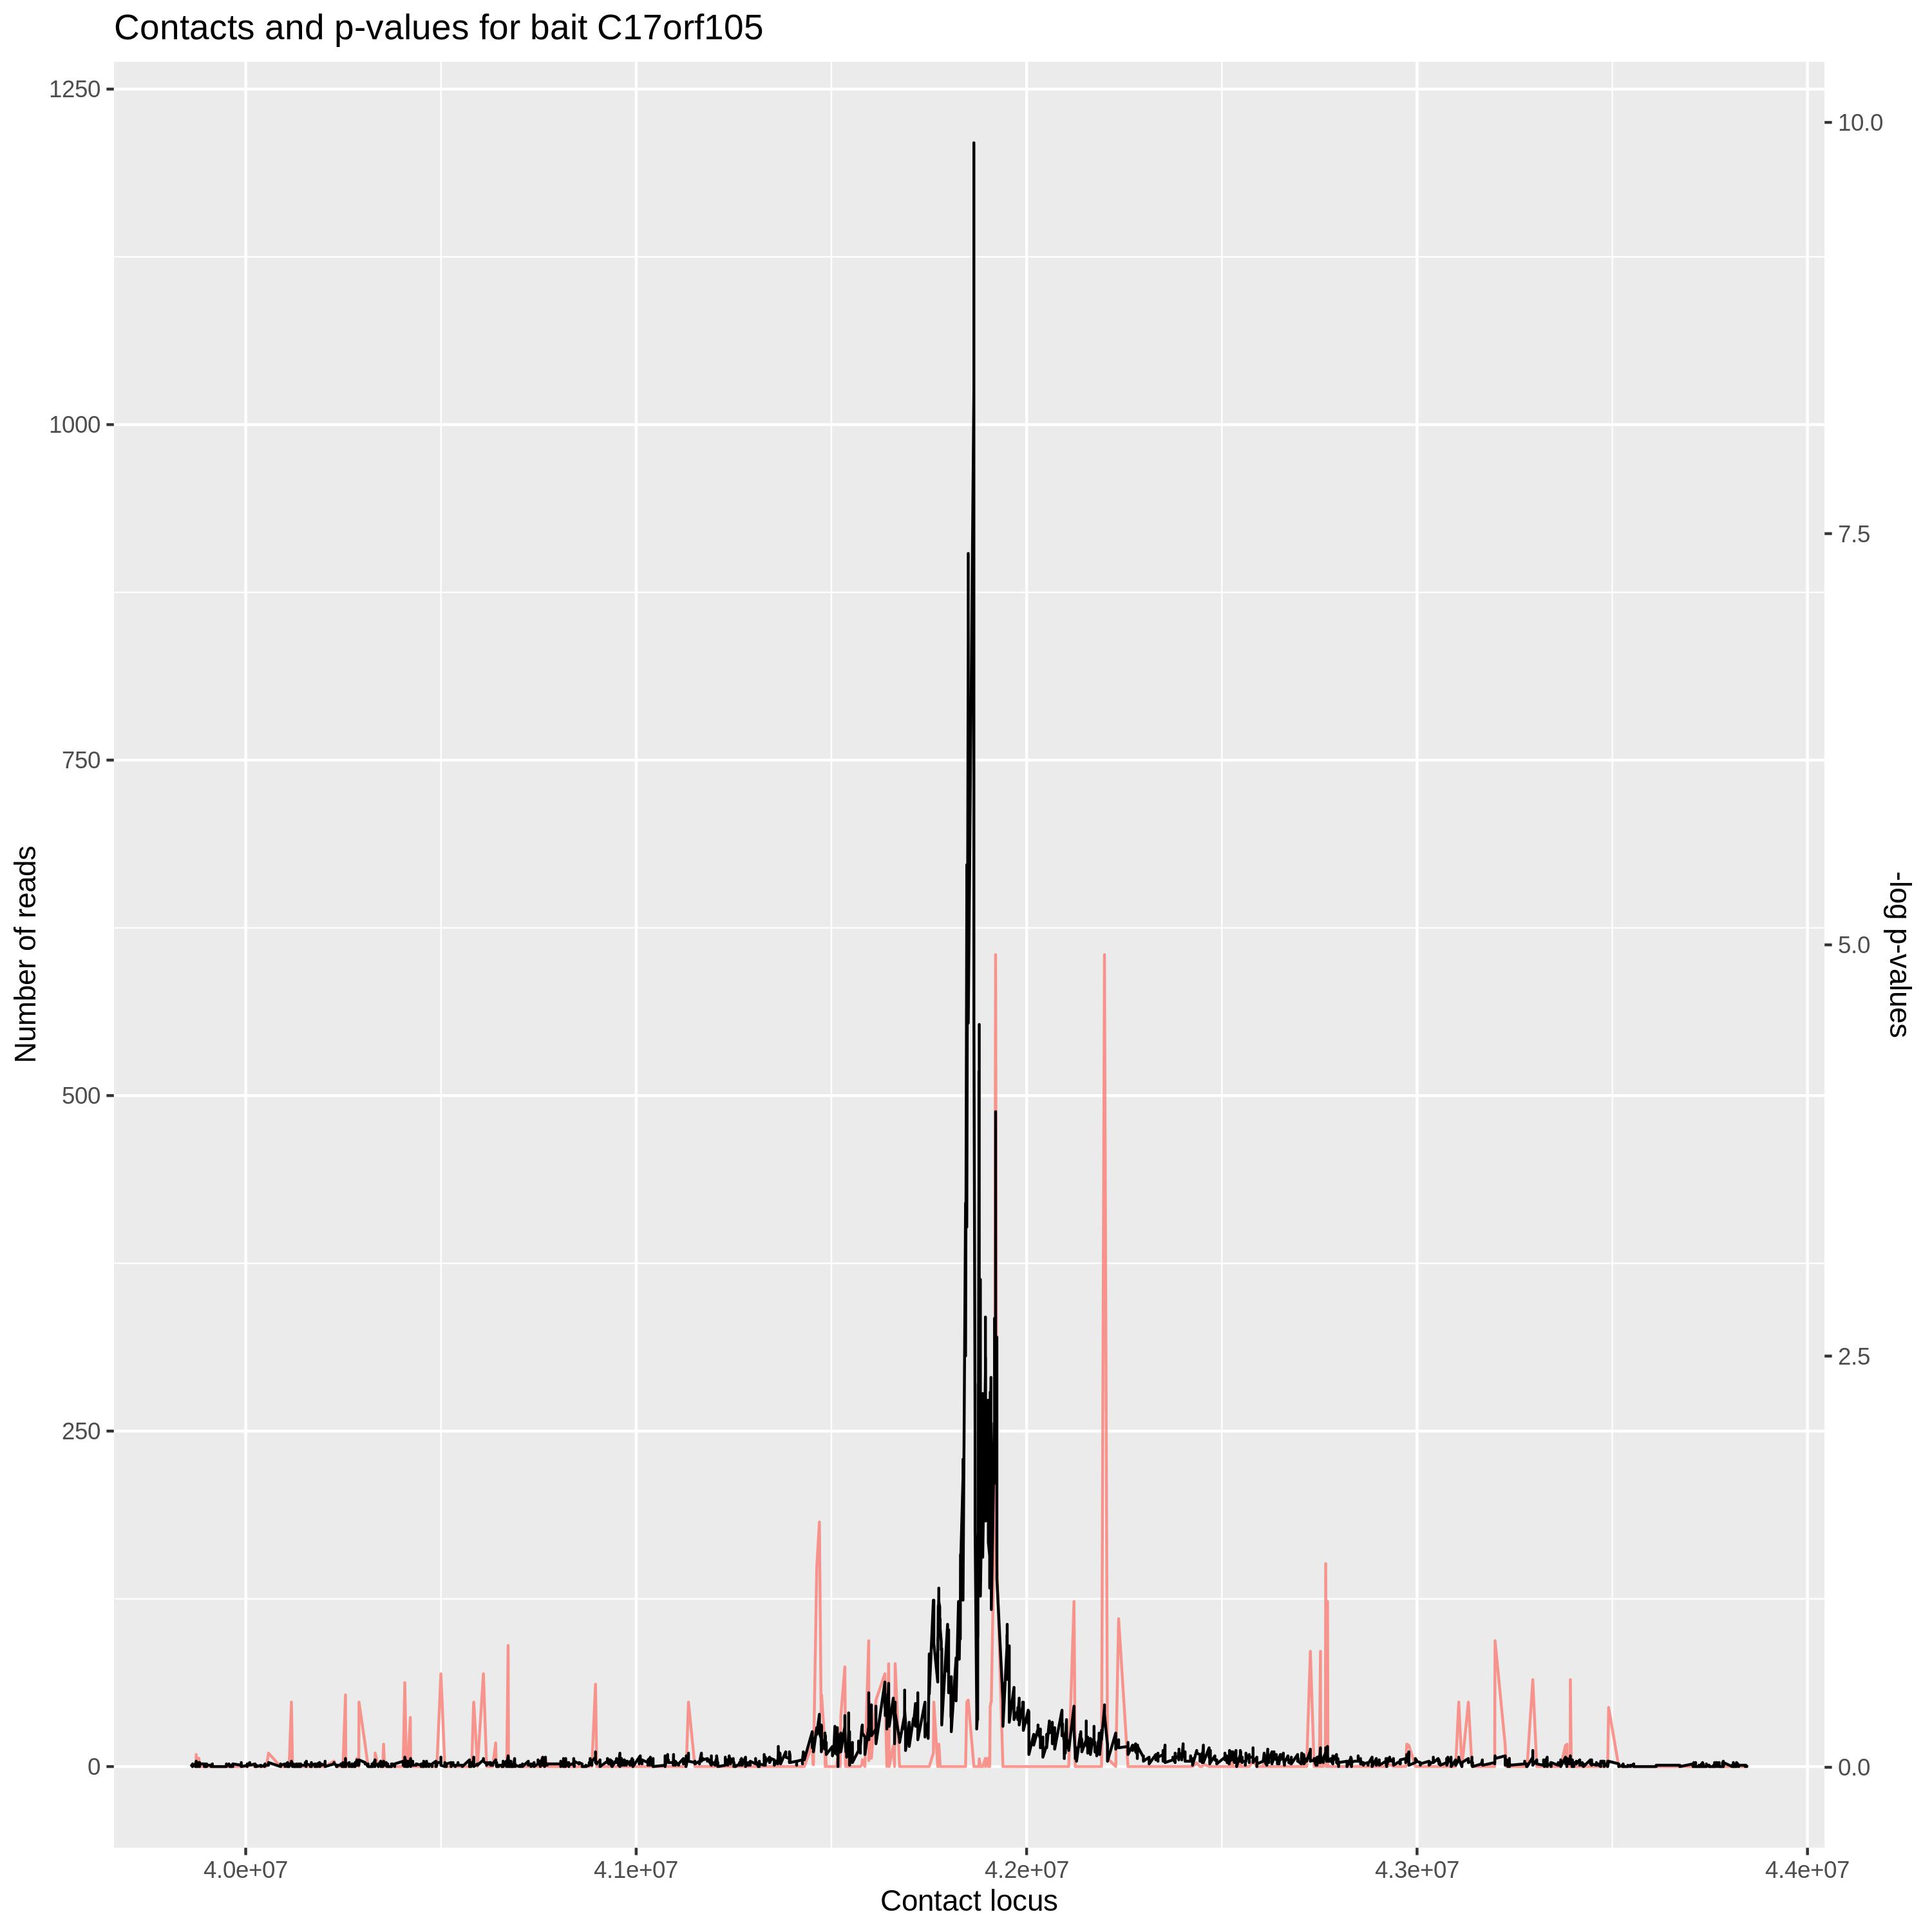 Contacts and p-values for bait C17orf105
1250
1000
750
500
250
0
Number of reads
10.0
7.5
5.0
2.5
0.0
-log p-values
4.0e+07 4.1e+07 4.2e+07 4.3e+07 4.4e+07
Contact locus